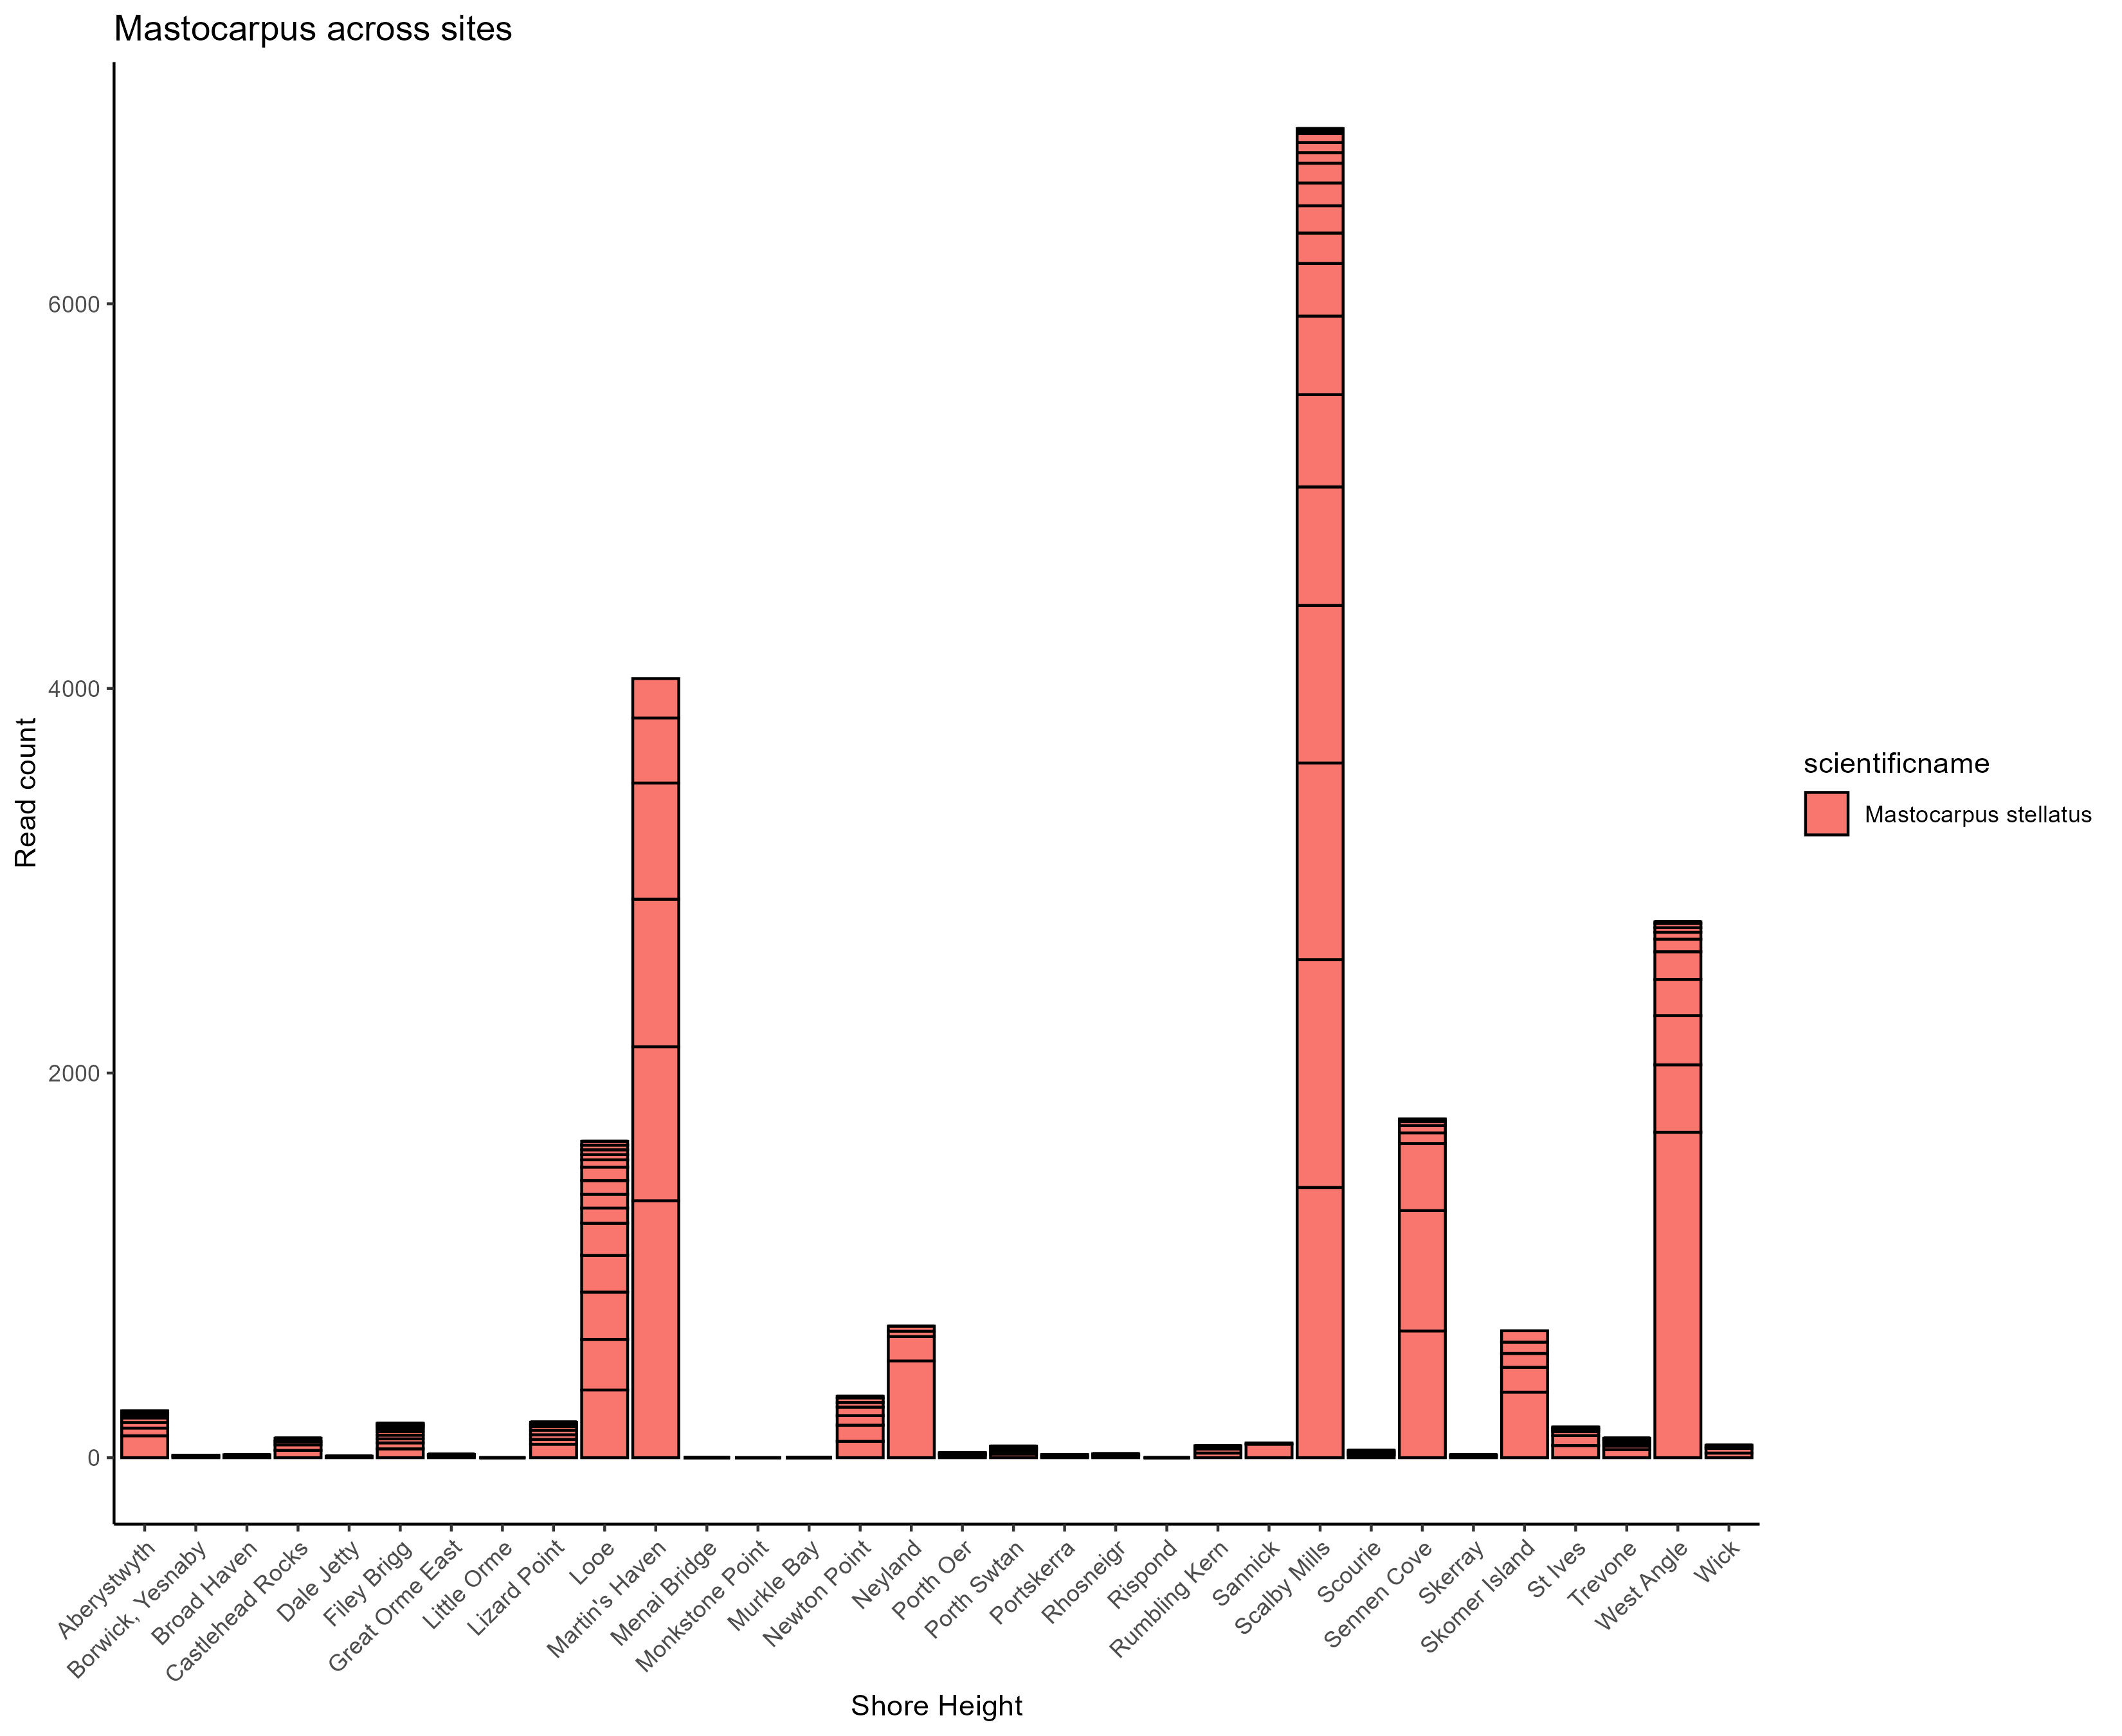 Mastocarpus across sites
Read count
6000
4000
2000
0
Aberystwyth
Borwick, Yesnaby
Broad Haven
Castlehead Rocks
Dale Jetty
Filey Brigg
Great Orme East
Little Orme
Lizard Point
Looe
Martin's Haven
Menai Bridge
Monkstone Point
Murkle Bay
Newton Point
Neyland
Porth Oer
Porth Swtan
Portskerra
Rhosneigr
Rispond
Rumbling Kern
Sannick
Scalby Mills
Scourie
Sennen Cove
Skerray
Skomer Island
St Ives
Trevone
West Angle
Wick
Shore Height
scientificname
Mastocarpus stellatus